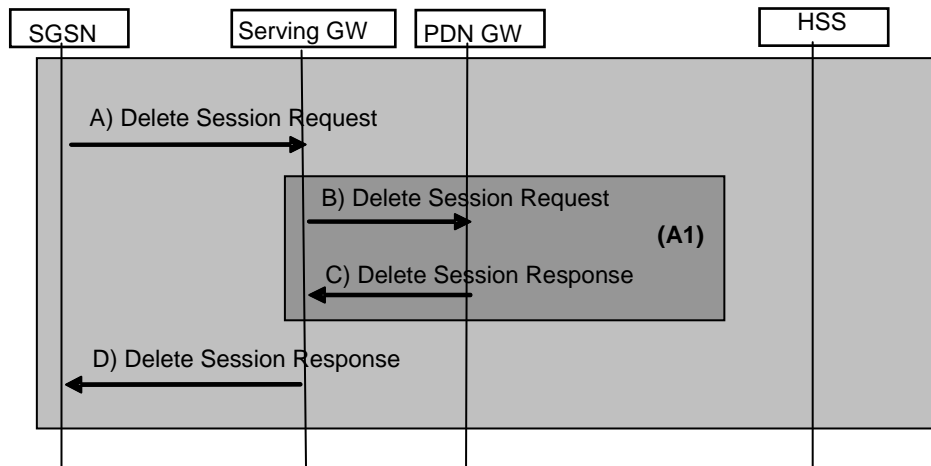 SGSN
Serving GW
PDN GW
HSS
A) Delete Session Request
B) Delete Session Request
(A1)
C) Delete Session Response
D) Delete Session Response